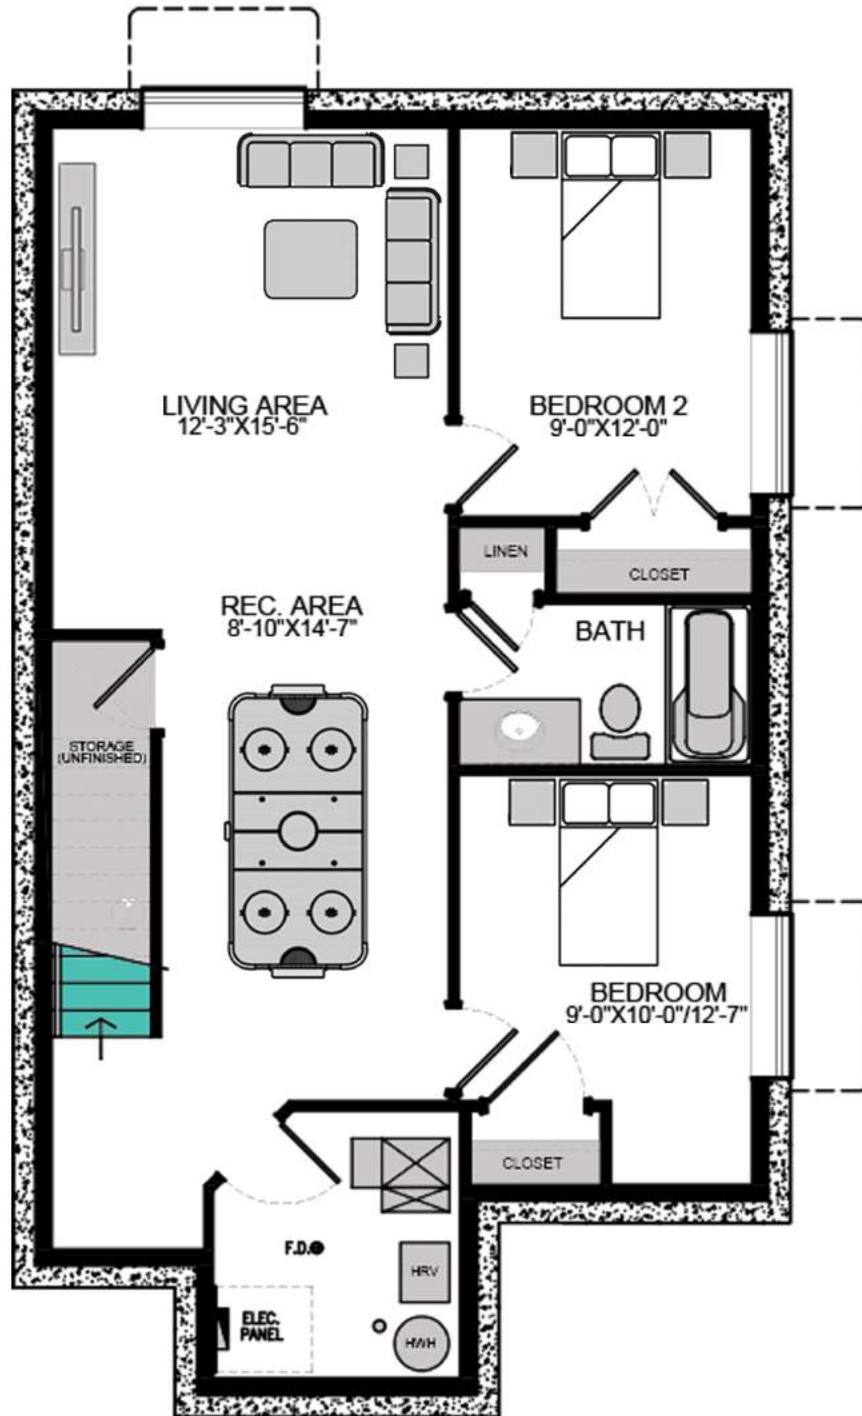 LIVING AREA
12'-3"X15'-6"
BEDROOM 2
9'-0"X12'-0"
LINEN
CLOSET
REC. AREA
8'-10"X14'-7"
BATH
STORAGE
(UNFINISHED)
BEDROOM
9'-0"X10'-0"/12'-7"
CLOSET
F.D.
HRV
ELEC.
PANEL
HWH